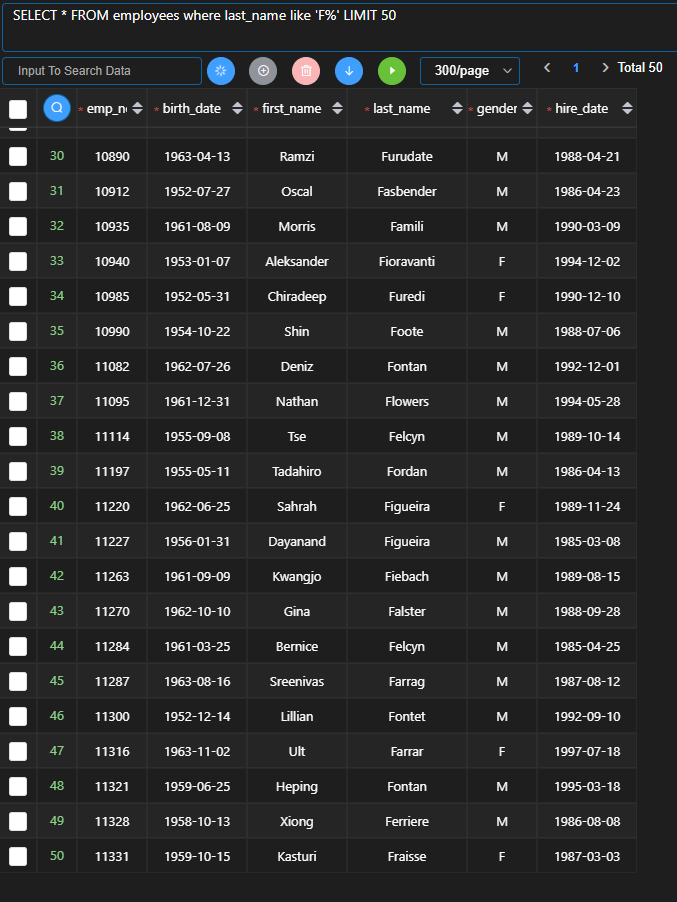 SELECT * FROM employees where last_name like 'F%' LIMIT 50
Input To Search Data 300/page 1 Total 50
* emp_n * birth_date * first_name * last_name * gender * hire_date
30 10890 1963-04-13 Ramzi Furudate M 1988-04-21
31 10912 1952-07-27 Oscal Fasbender M 1986-04-23
32 10935 1961-08-09 Morris Famili M 1990-03-09
33 10940 1953-01-07 Aleksander Fioravanti F 1994-12-02
34 10985 1952-05-31 Chiradeep Furedi F 1990-12-10
35 10990 1954-10-22 Shin Foote M 1988-07-06
36 11082 1962-07-26 Deniz Fontan M 1992-12-01
37 11095 1961-12-31 Nathan Flowers M 1994-05-28
38 11114 1955-09-08 Tse Felcyn M 1989-10-14
39 11197 1955-05-11 Tadahiro Fordan M 1986-04-13
40 11220 1962-06-25 Sahrah Figueira F 1989-11-24
41 11227 1956-01-31 Dayanand Figueira M 1985-03-08
42 11263 1961-09-09 Kwangjo Fiebach M 1989-08-15
43 11270 1962-10-10 Gina Falster M 1988-09-28
44 11284 1961-03-25 Bernice Felcyn M 1985-04-25
45 11287 1963-08-16 Sreenivas Farrag M 1987-08-12
46 11300 1952-12-14 Lillian Fontet M 1992-09-10
47 11316 1963-11-02 Ult Farrar F 1997-07-18
48 11321 1959-06-25 Heping Fontan M 1995-03-18
49 11328 1958-10-13 Xiong Ferriere M 1986-08-08
50 11331 1959-10-15 Kasturi Fraisse F 1987-03-03